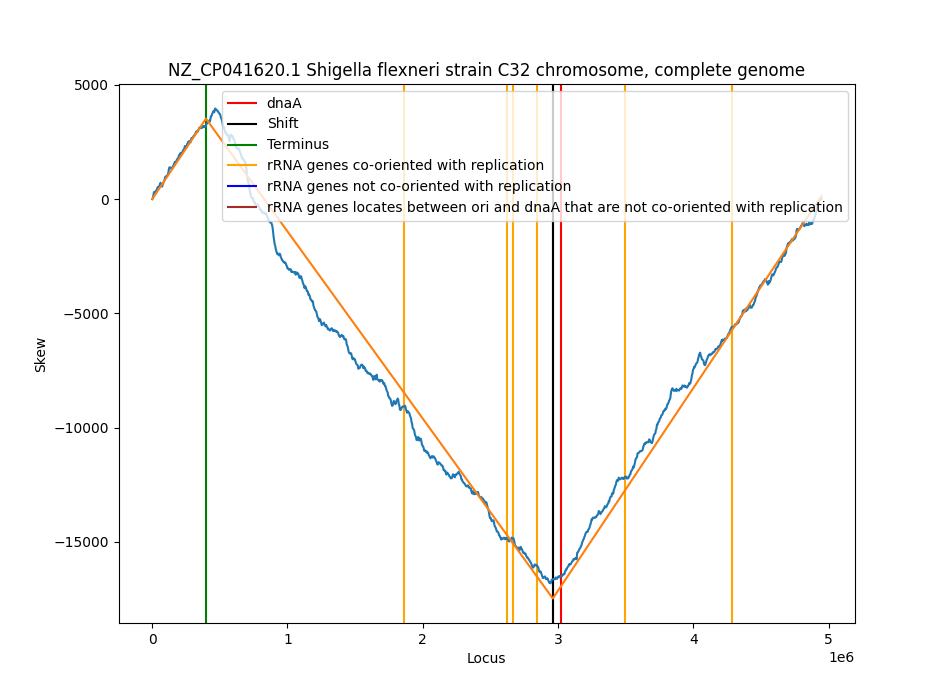 NZ_CP041620.1 Shigella flexneri strain C32 chromosome, complete genome
dnaA
Shift
Terminus
rRNA genes co-oriented with replication
rRNA genes not co-oriented with replication
rRNA genes locates between ori and dnaA that are not co-oriented with replication
5000
0
−5000
−10000
−15000
Skew
0 1 2 3 4 5
1e6
Locus